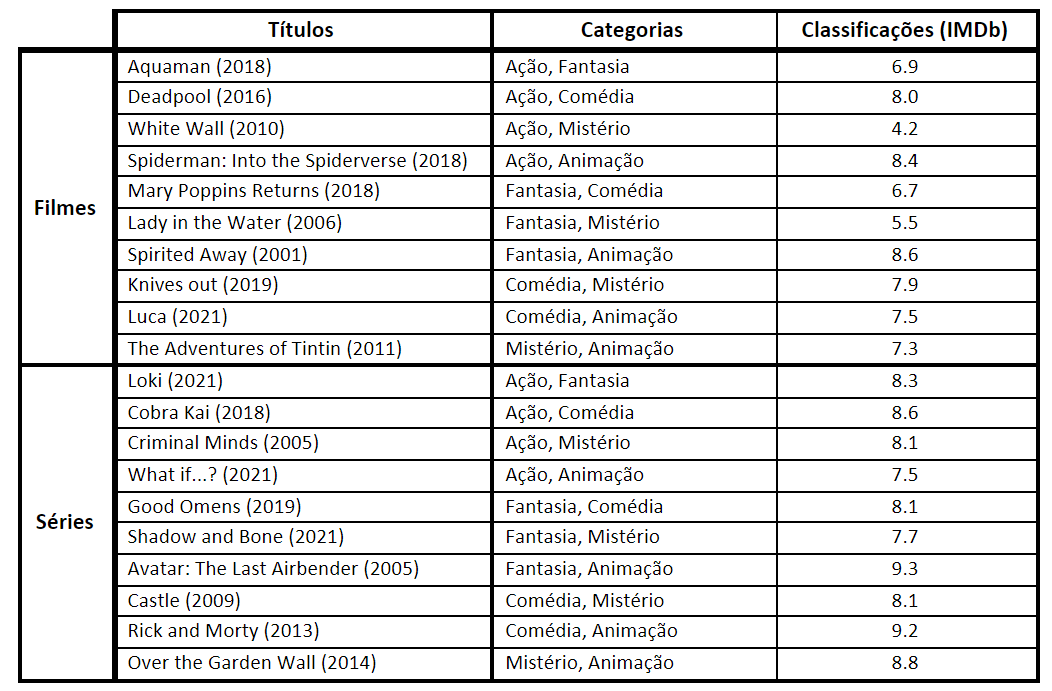 Títulos Categorias Classificações (IMDb)
Filmes
Aquaman (2018) Ação, Fantasia 6.9
Deadpool (2016) Ação, Comédia 8.0
White Wall (2010) Ação, Mistério 4.2
Spiderman: Into the Spiderverse (2018) Ação, Animação 8.4
Mary Poppins Returns (2018) Fantasia, Comédia 6.7
Lady in the Water (2006) Fantasia, Mistério 5.5
Spirited Away (2001) Fantasia, Animação 8.6
Knives out (2019) Comédia, Mistério 7.9
Luca (2021) Comédia, Animação 7.5
The Adventures of Tintin (2011) Mistério, Animação 7.3
Séries
Loki (2021) Ação, Fantasia 8.3
Cobra Kai (2018) Ação, Comédia 8.6
Criminal Minds (2005) Ação, Mistério 8.1
What if...? (2021) Ação, Animação 7.5
Good Omens (2019) Fantasia, Comédia 8.1
Shadow and Bone (2021) Fantasia, Mistério 7.7
Avatar: The Last Airbender (2005) Fantasia, Animação 9.3
Castle (2009) Comédia, Mistério 8.1
Rick and Morty (2013) Comédia, Animação 9.2
Over the Garden Wall (2014) Mistério, Animação 8.8